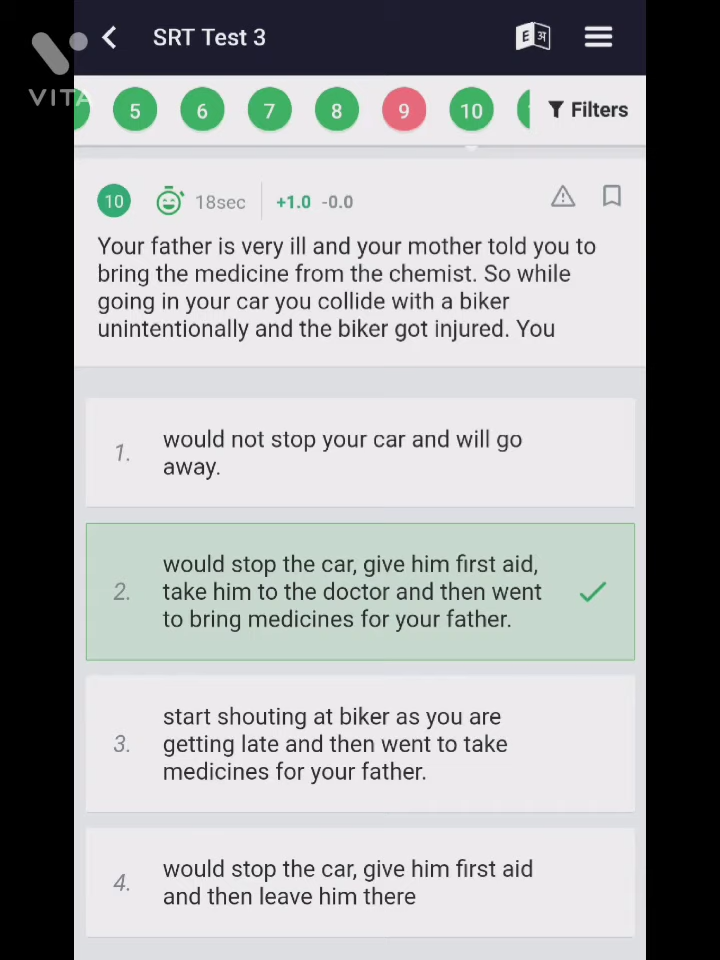 SRT Test 3
E अ
VITA
5 6 7 8 9 10 Filters
10 18sec +1.0 -0.0
Your father is very ill and your mother told you to
bring the medicine from the chemist. So while
going in your car you collide with a biker
unintentionally and the biker got injured. You
1. would not stop your car and will go
away.
2. would stop the car, give him first aid,
take him to the doctor and then went
to bring medicines for your father.
3. start shouting at biker as you are
getting late and then went to take
medicines for your father.
4. would stop the car, give him first aid
and then leave him there